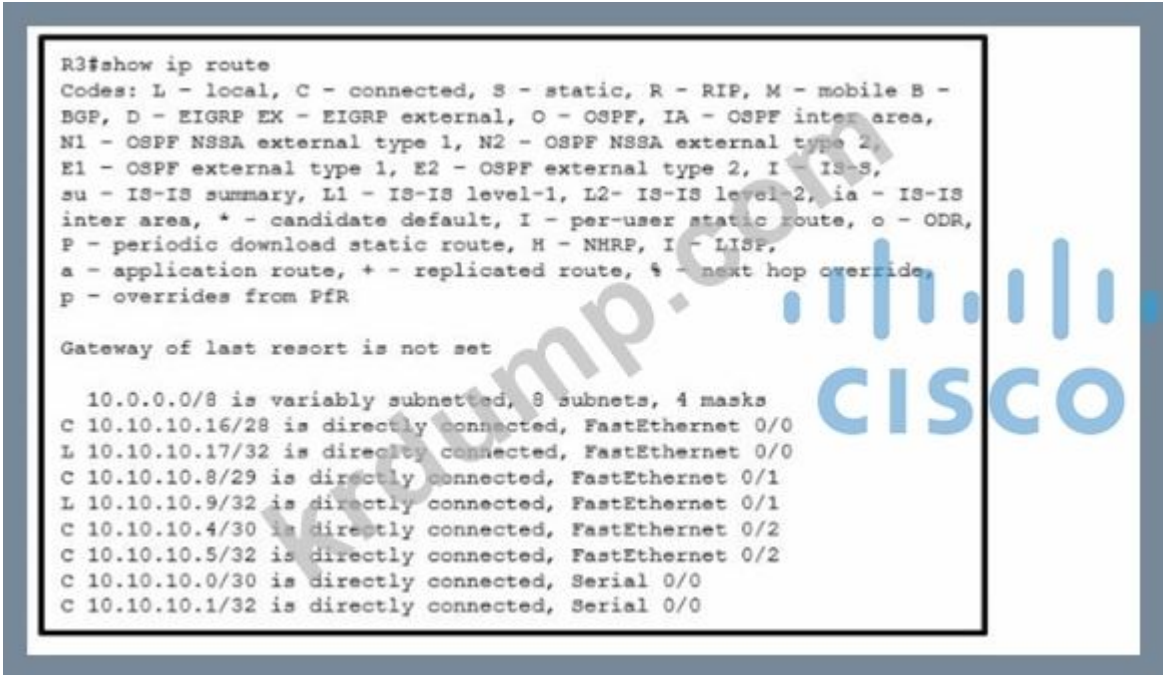 R3#show ip route
Codes: L - local, C - connected, S - static, R - RIP, M - mobile B -
BGP, D - EIGRP EX - EIGRP external, O - OSPF, IA - OSPF inter area,
N1 - OSPF NSSA external type 1, N2 - OSPF NSSA external type 2,
E1 - OSPF external type 1, E2 - OSPF external type 2, I - IS-S,
su - IS-IS summary, L1 - IS-IS level-1, L2- IS-IS level-2, ia - IS-IS
inter area, * - candidate default, I - per-user static route, o - ODR,
P - periodic download static route, H - NHRP, I - LISP,
a - application route, + - replicated route, % - next hop override,
p - overrides from PfR
Gateway of last resort is not set
10.0.0.0/8 is variably subnetted, 8 subnets, 4 masks
C 10.10.10.16/28 is directly connected, FastEthernet 0/0
L 10.10.10.17/32 is direclty connected, FastEthernet 0/0
C 10.10.10.8/29 is directly connected, FastEthernet 0/1
L 10.10.10.9/32 is directly connected, FastEthernet 0/1
C 10.10.10.4/30 is directly connected, FastEthernet 0/2
C 10.10.10.5/32 is directly connected, FastEthernet 0/2
C 10.10.10.0/30 is directly connected, Serial 0/0
C 10.10.10.1/32 is directly connected, Serial 0/0
CISCO
krdump.com